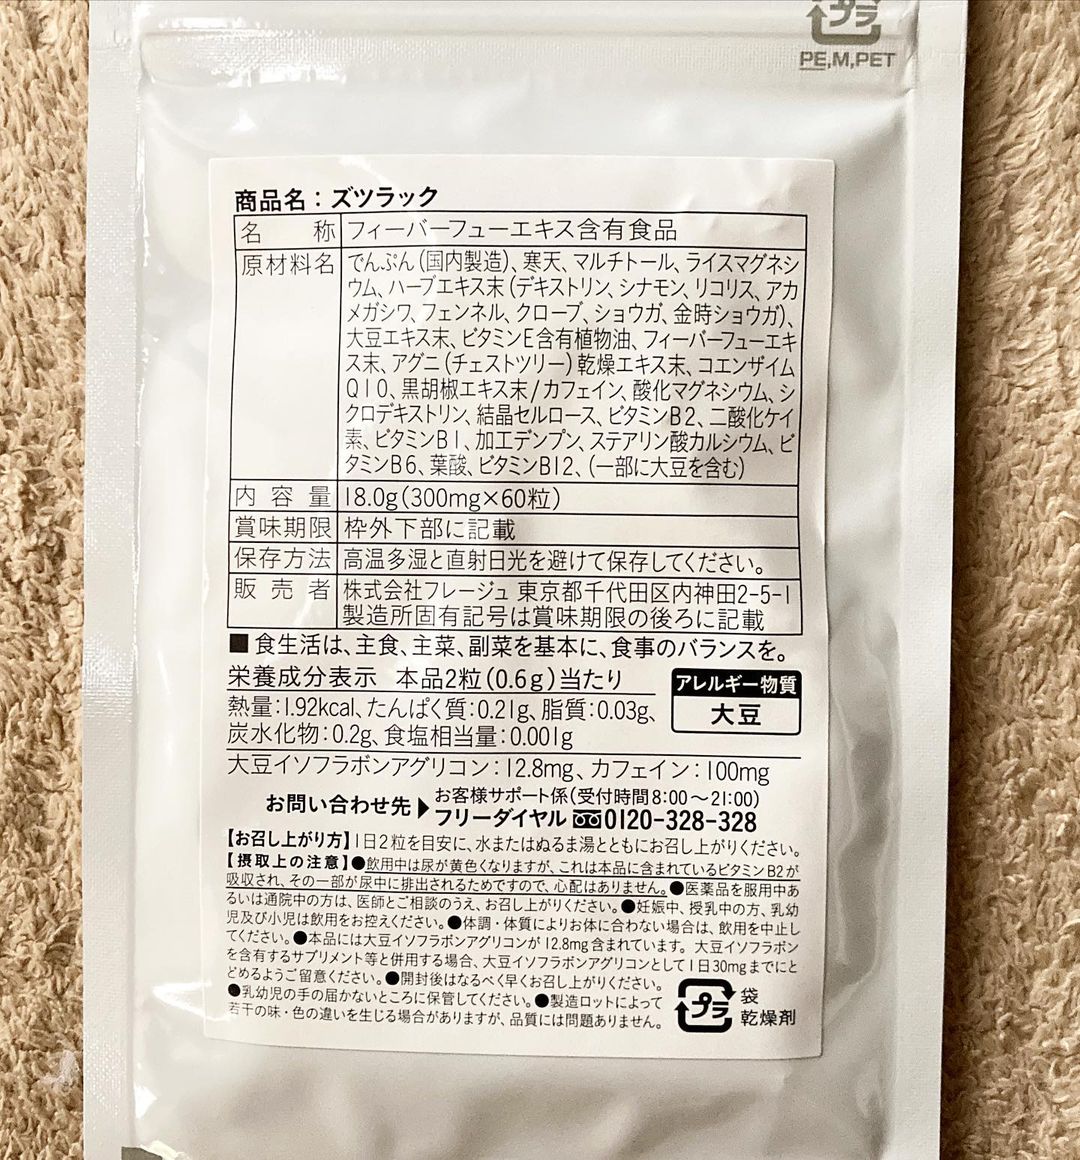 プラ
PE,M,PET
商品名：ズツラック
名称 フィーバーフューエキス含有食品
原材料名 でんぷん（国内製造）、寒天、マルチトール、ライスマグネシ
ウム、ハーブエキス末（デキストリン、シナモン、リコリス、アカ
メガシワ、フェンネル、クローブ、ショウガ、金時ショウガ）、
大豆エキス末、ビタミンE含有植物油、フィーバーフューエキ
ス末、アグニ（チェストツリー）乾燥エキス末、コエンザイム
Q10、黒胡椒エキス末/カフェイン、酸化マグネシウム、シ
クロデキストリン、結晶セルロース、ビタミンB2、二酸化ケイ
素、ビタミンB1、加工デンプン、ステアリン酸カルシウム、ビ
タミンB6、葉酸、ビタミンB12、（一部に大豆を含む）
内容量 18.0g（300mg×60粒）
賞味期限 枠外下部に記載
保存方法 高温多湿と直射日光を避けて保存してください。
販売者 株式会社フレージュ 東京都千代田区内神田2-5-1
製造所固有記号は賞味期限の後ろに記載
■食生活は、主食、主菜、副菜を基本に、食事のバランスを。
栄養成分表示 本品2粒（0.6g）当たり
熱量：1.92kcal、たんぱく質：0.21g、脂質：0.03g、
炭水化物：0.2g、食塩相当量：0.001g
アレルギー物質
大豆
大豆イソフラボンアグリコン：12.8mg、カフェイン：100mg
お問い合わせ先▶お客様サポート係（受付時間8:00～21:00）
フリーダイヤル 0120-328-328
【お召し上がり方】1日2粒を目安に、水またはぬるま湯とともにお召し上がりください。
【摂取上の注意】●飲用中は尿が黄色くなりますが、これは本品に含まれているビタミンB2が
吸収され、その一部が尿中に排出されるためですので、心配はありません。●医薬品を服用中あ
るいは通院中の方は、医師とご相談のうえ、お召し上がりください。●妊娠中、授乳中の方、乳幼
児及び小児は飲用をお控えください。●体調・体質によりお体に合わない場合は、飲用を中止し
てください。●本品には大豆イソフラボンアグリコンが12.8mg含まれています。大豆イソフラボン
を含有するサプリメント等と併用する場合、大豆イソフラボンアグリコンとして1日30mgまでにと
どめるようご留意ください。●開封後はなるべく早くお召し上がりください。
●乳幼児の手の届かないところに保管してください。●製造ロットによって
若干の味・色の違いを生じる場合がありますが、品質には問題ありません。
プラ
袋
乾燥剤